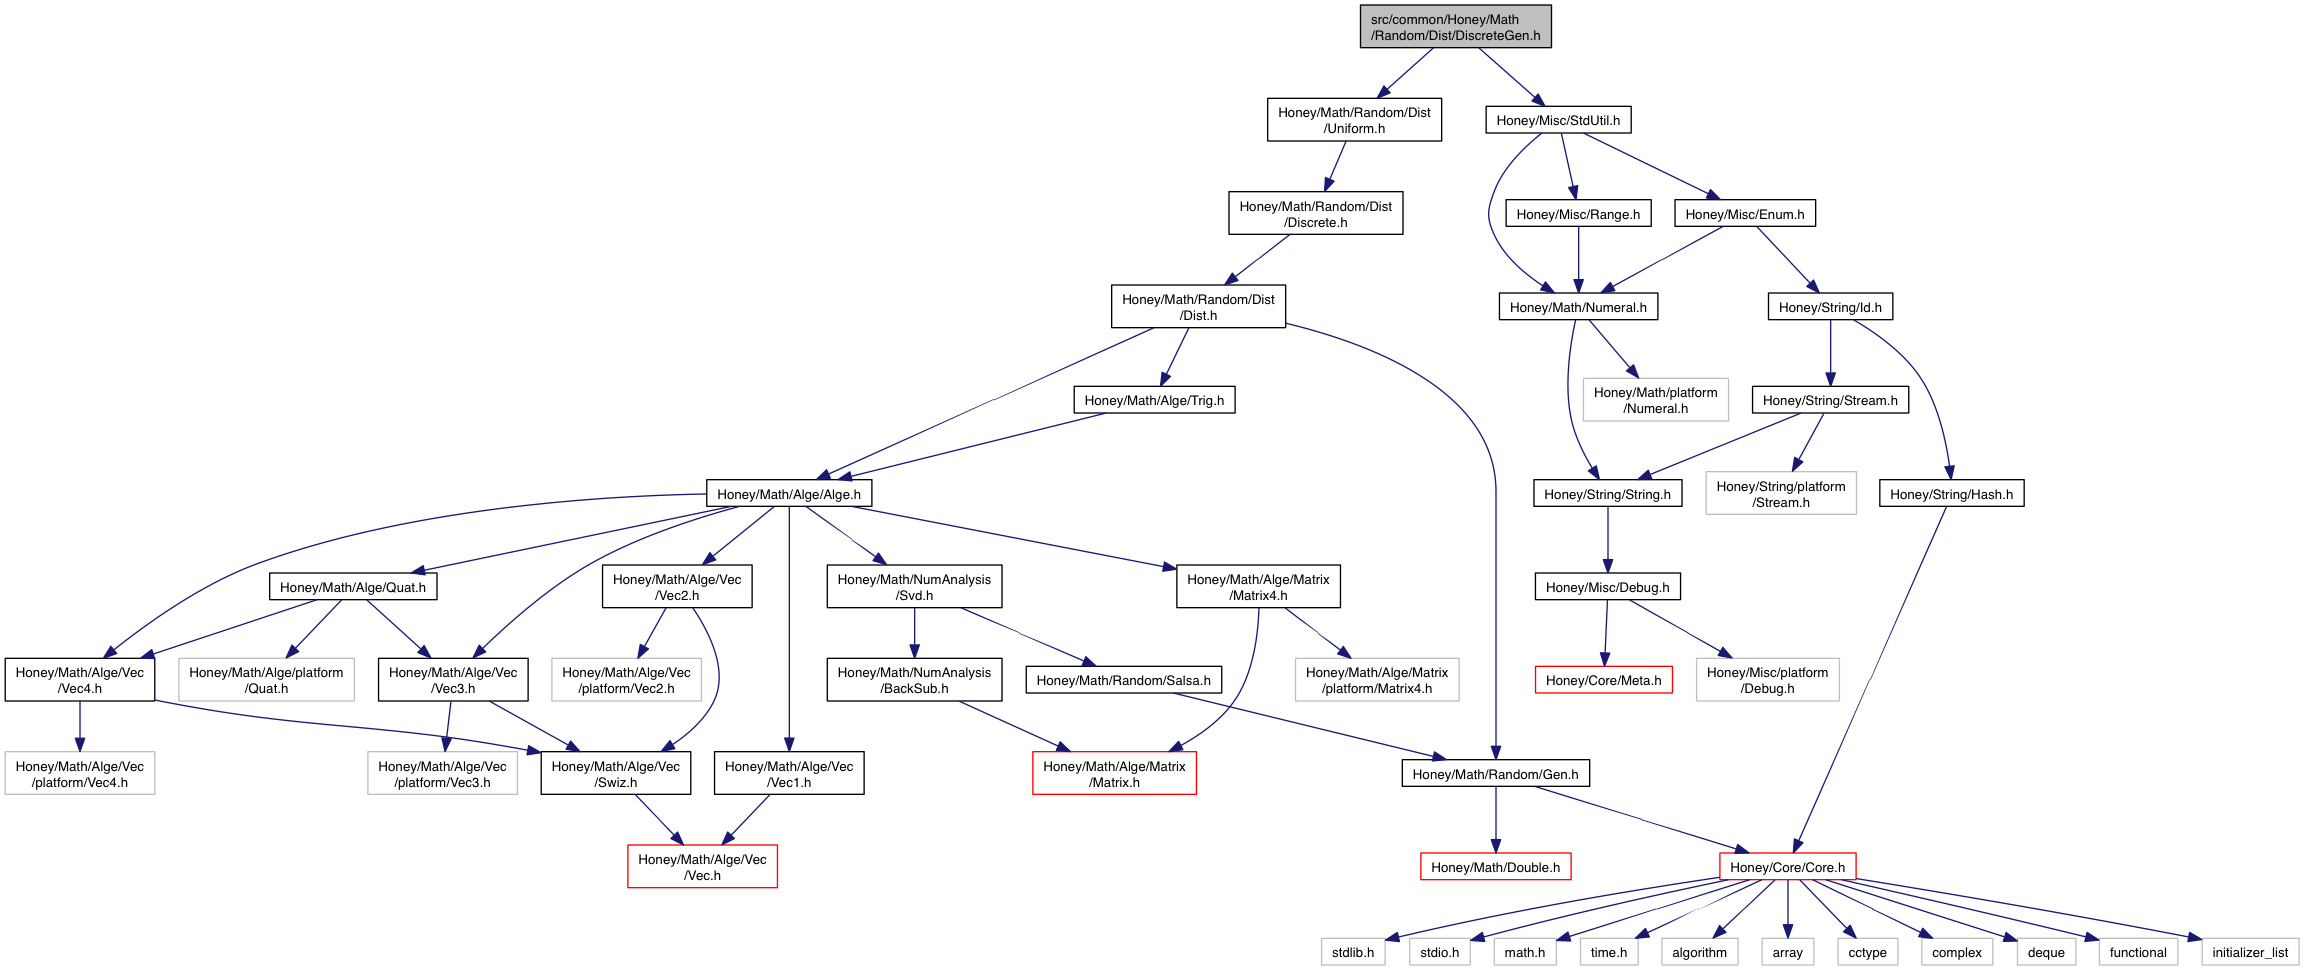 src/common/Honey/Math
/Random/Dist/DiscreteGen.h
Honey/Math/Random/Dist
/Uniform.h
Honey/Misc/StdUtil.h
Honey/Math/Random/Dist
/Discrete.h
Honey/Misc/Range.h
Honey/Misc/Enum.h
Honey/Math/Random/Dist
/Dist.h
Honey/Math/Numeral.h
Honey/String/Id.h
Honey/Math/Alge/Trig.h
Honey/Math/platform
/Numeral.h
Honey/String/Stream.h
Honey/Math/Alge/Alge.h
Honey/String/String.h
Honey/String/platform
/Stream.h
Honey/String/Hash.h
Honey/Math/Alge/Quat.h
Honey/Math/Alge/Vec
/Vec2.h
Honey/Math/NumAnalysis
/Svd.h
Honey/Math/Alge/Matrix
/Matrix4.h
Honey/Misc/Debug.h
Honey/Math/Alge/Vec
/Vec4.h
Honey/Math/Alge/platform
/Quat.h
Honey/Math/Alge/Vec
/Vec3.h
Honey/Math/Alge/Vec
/platform/Vec2.h
Honey/Math/NumAnalysis
/BackSub.h
Honey/Math/Random/Salsa.h
Honey/Math/Alge/Matrix
/platform/Matrix4.h
Honey/Core/Meta.h
Honey/Misc/platform
/Debug.h
Honey/Math/Alge/Vec
/platform/Vec4.h
Honey/Math/Alge/Vec
/platform/Vec3.h
Honey/Math/Alge/Vec
/Swiz.h
Honey/Math/Alge/Vec
/Vec1.h
Honey/Math/Alge/Matrix
/Matrix.h
Honey/Math/Random/Gen.h
Honey/Math/Alge/Vec
/Vec.h
Honey/Math/Double.h
Honey/Core/Core.h
stdlib.h
stdio.h
math.h
time.h
algorithm
array
cctype
complex
deque
functional
initializer_list